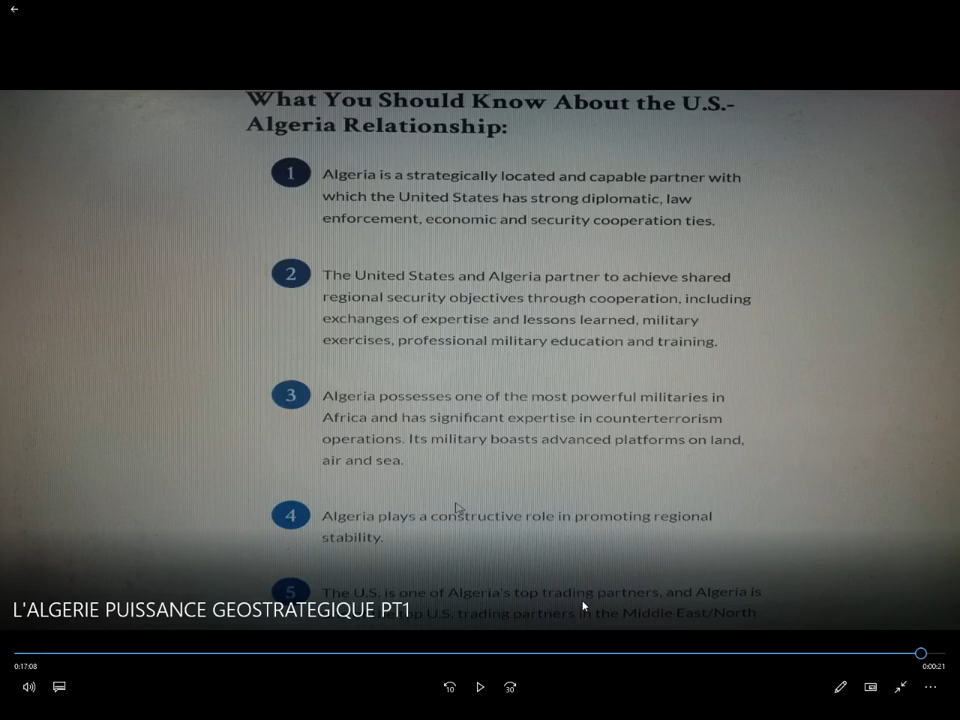 What You Should Know About the U.S.-
Algeria Relationship:
1
Algeria is a strategically located and capable partner with
which the United States has strong diplomatic, law
enforcement, economic and security cooperation ties.
2
The United States and Algeria partner to achieve shared
regional security objectives through cooperation, including
exchanges of expertise and lessons learned, military
exercises, professional military education and training.
3
Algeria possesses one of the most powerful militaries in
Africa and has significant expertise in counterterrorism
operations. Its military boasts advanced platforms on land,
air and sea.
4
Algeria plays a constructive role in promoting regional
stability.
5
The U.S. is one of Algeria's top trading partners, and Algeria is
U.S. trading partners in the Middle East/North
L'ALGERIE PUISSANCE GEOSTRATEGIQUE PT1
0:17:08
0:00:21
10
30